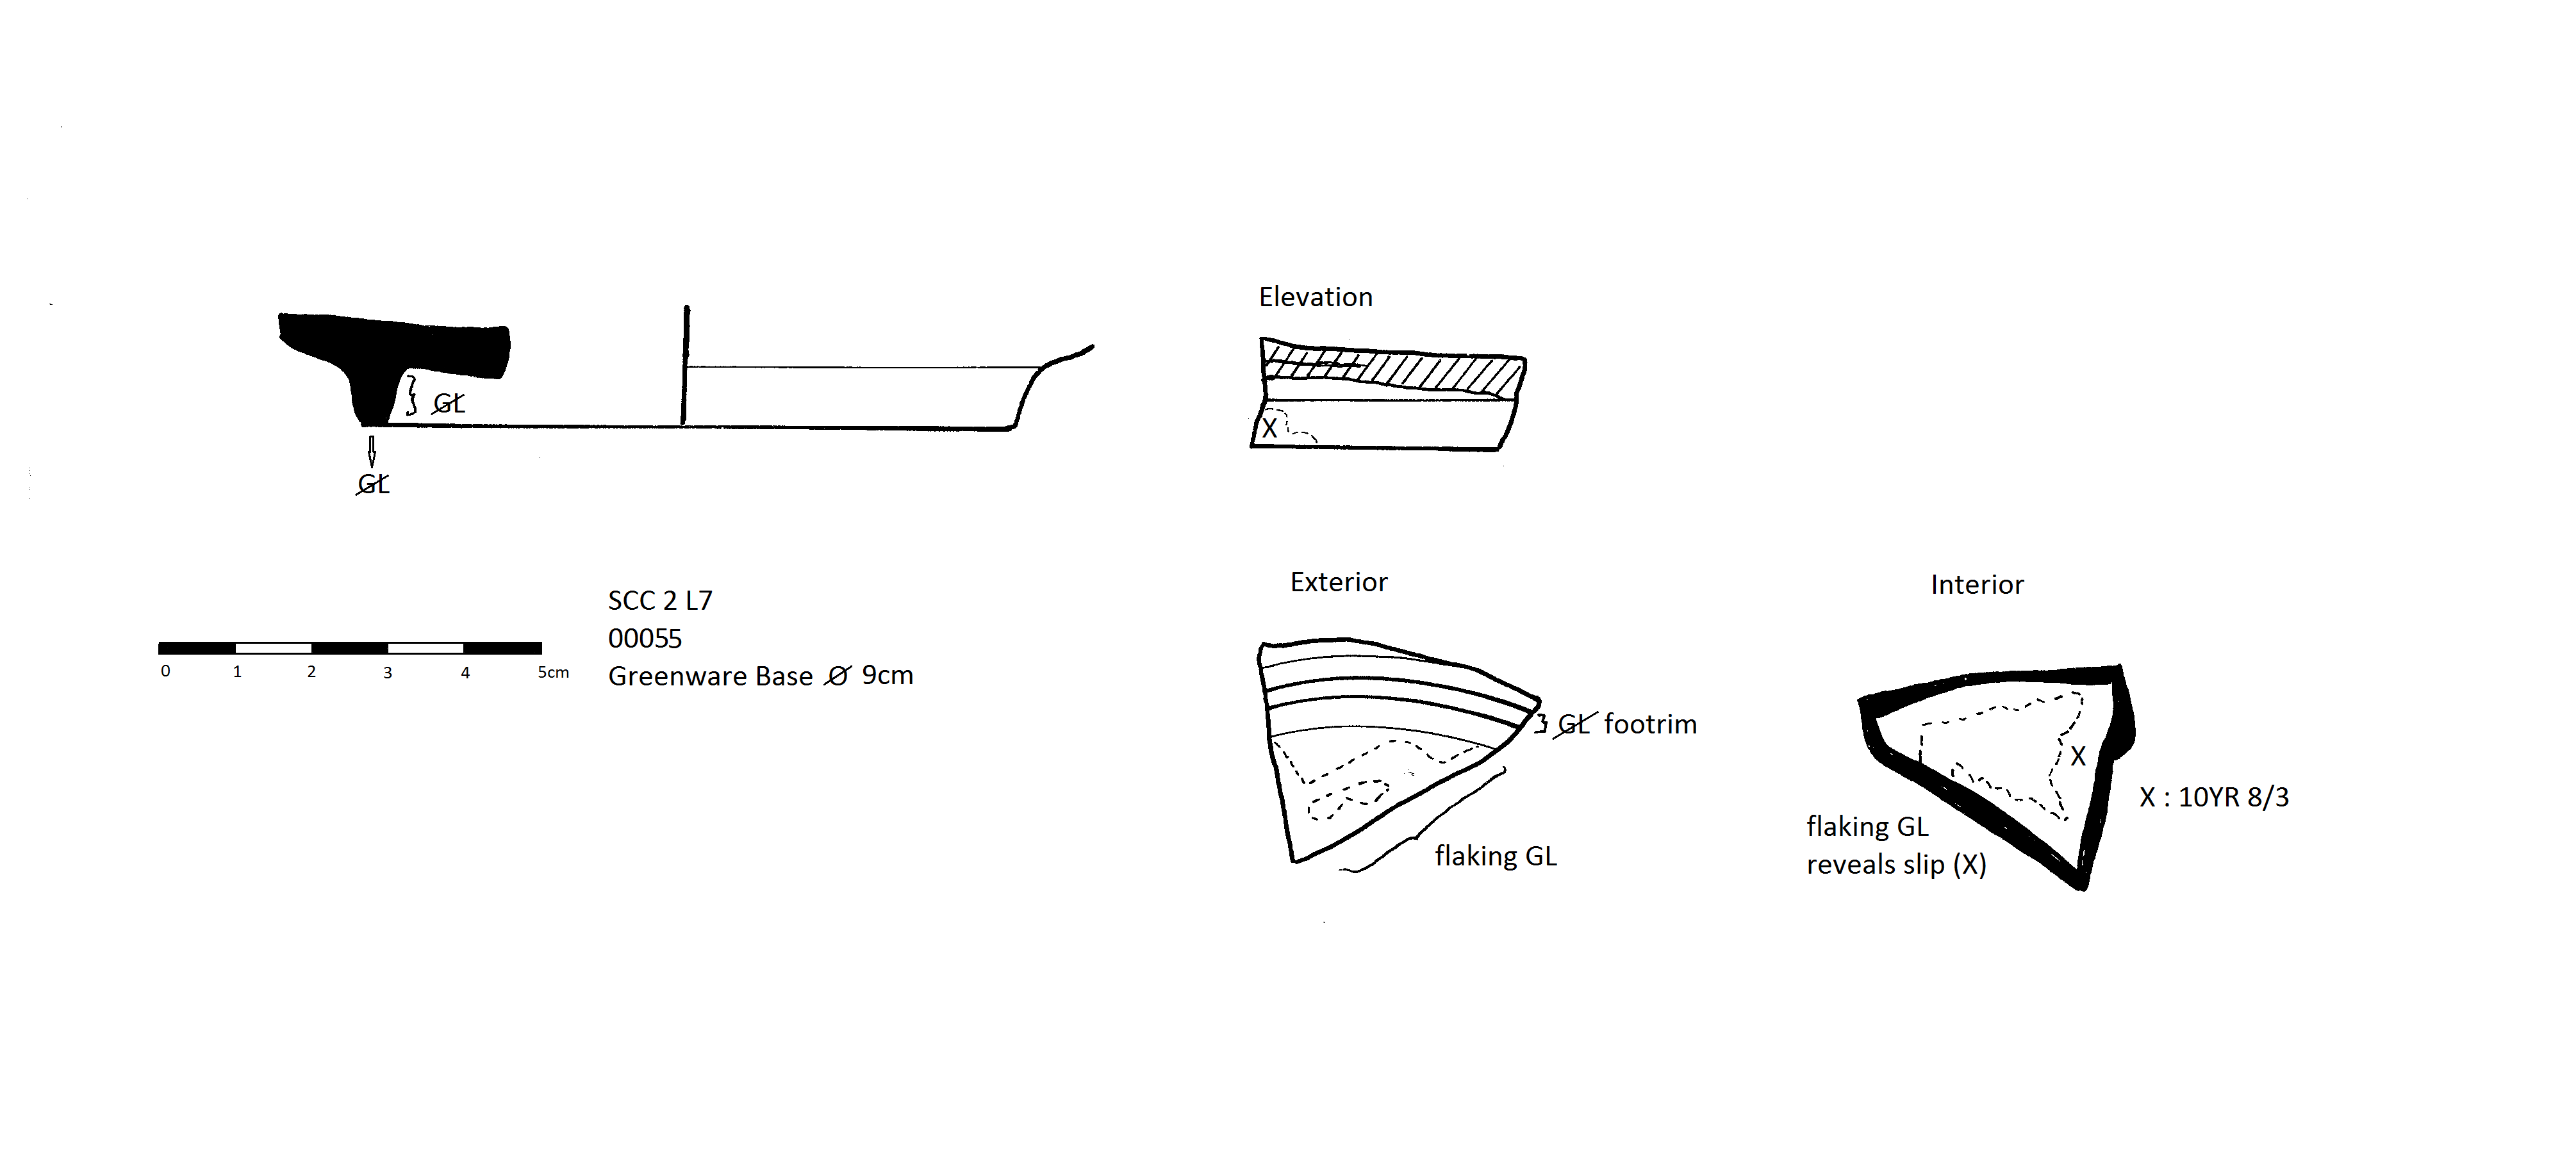 Elevation
GL
X
GL
SCC 2 L7
00055
Greenware Base Ø 9cm
0 1 2 3 4 5cm
Exterior
GL footrim
flaking GL
Interior
X
X : 10YR 8/3
flaking GL
reveals slip (X)